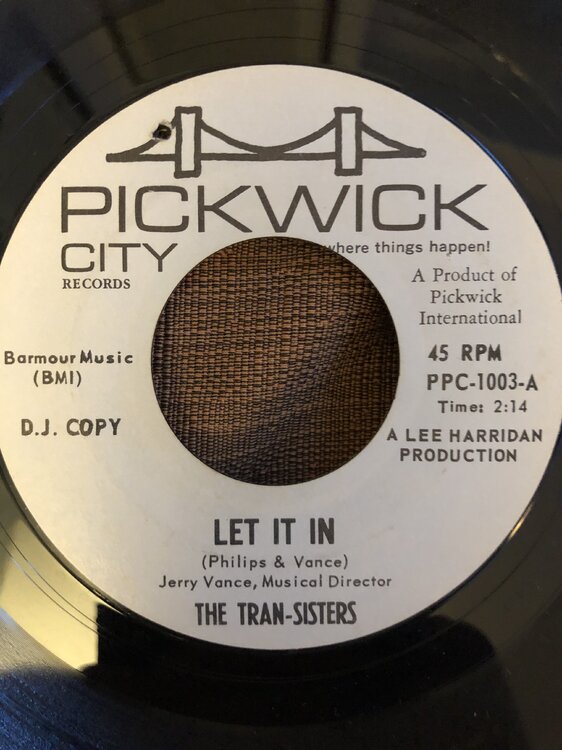 PICKWICK
CITY
where things happen!
RECORDS
A Product of
Pickwick
International
Barmour Music
(BMI)
45 RPM
PPC-1003-A
Time: 2:14
D.J. COPY
A LEE HARRIDAN
PRODUCTION
LET IT IN
(Philips & Vance)
Jerry Vance, Musical Director
THE TRAN-SISTERS